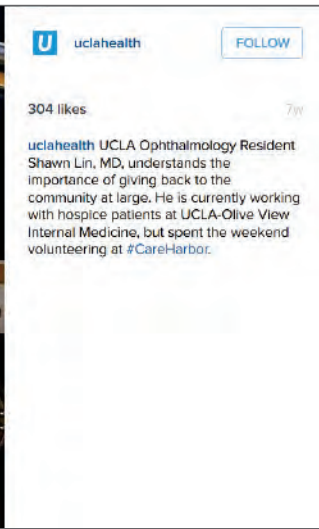 U uclahealth FOLLOW
304 likes 7w
uclahealth UCLA Ophthalmology Resident
Shawn Lin, MD, understands the
importance of giving back to the
community at large. He is currently working
with hospice patients at UCLA-Olive View
Internal Medicine, but spent the weekend
volunteering at #CareHarbor.